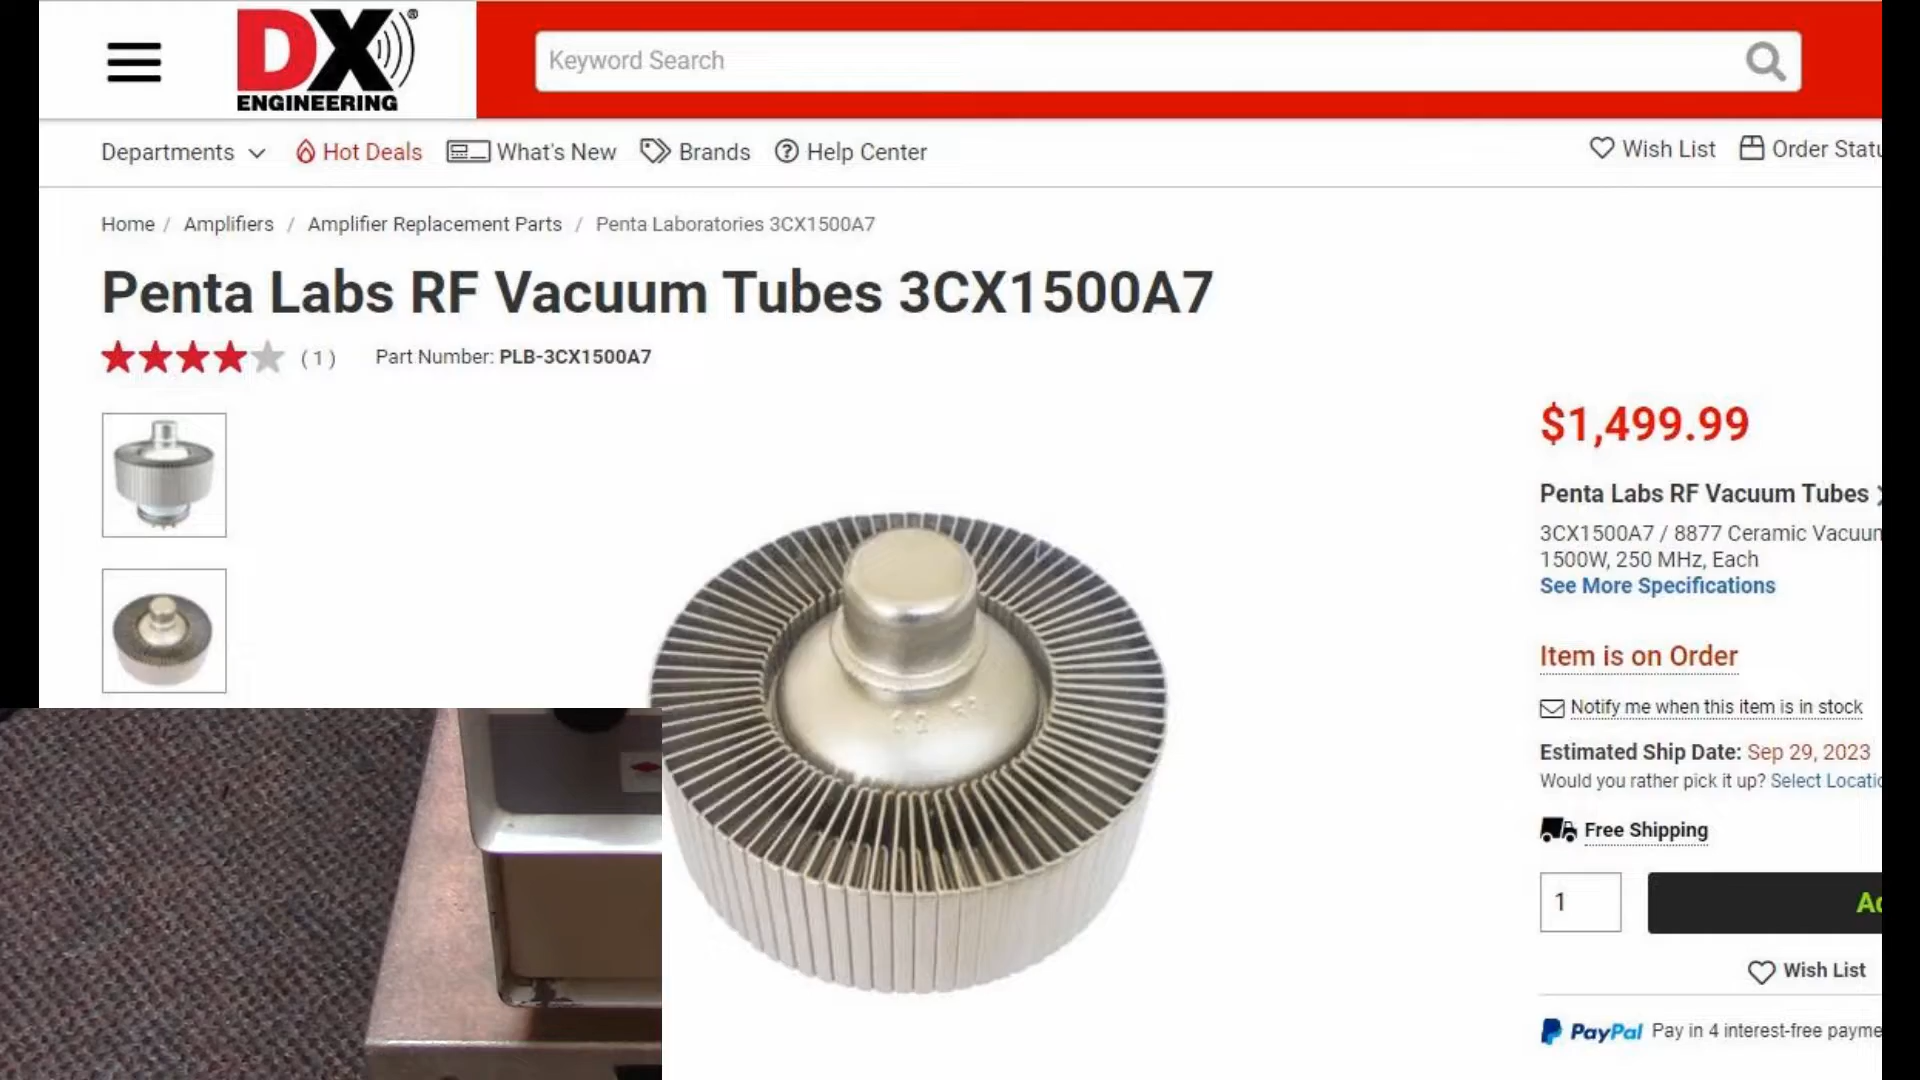 DX®
ENGINEERING
Keyword Search
Departments Hot Deals What's New Brands Help Center Wish List Order Statu
Home / Amplifiers / Amplifier Replacement Parts / Penta Laboratories 3CX1500A7
Penta Labs RF Vacuum Tubes 3CX1500A7
( 1 ) Part Number: PLB-3CX1500A7
$1,499.99
Penta Labs RF Vacuum Tubes
3CX1500A7 / 8877 Ceramic Vacuum
1500W, 250 MHz, Each
See More Specifications
Item is on Order
Notify me when this item is in stock
Estimated Ship Date: Sep 29, 2023
Would you rather pick it up? Select Locatio
Free Shipping
1 Ad
Wish List
PayPal Pay in 4 interest-free payme